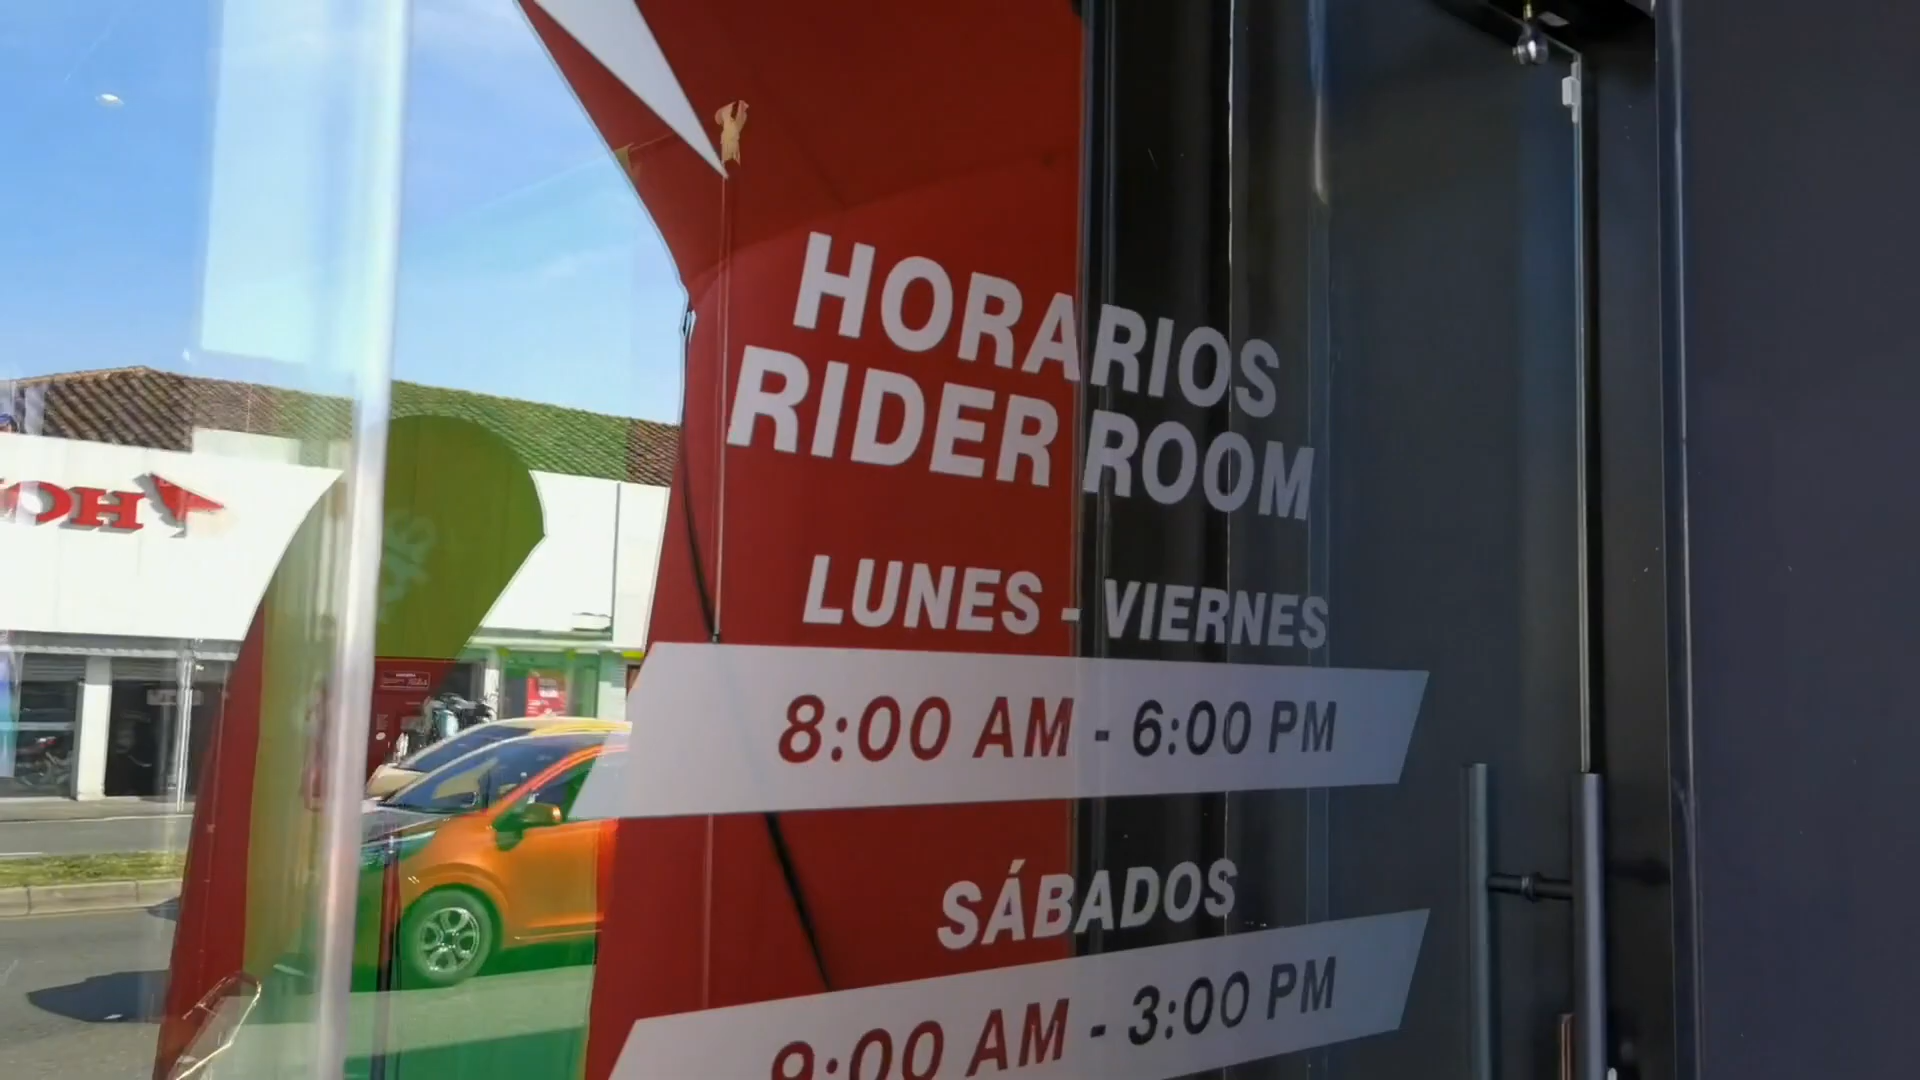 HORARIOS
RIDER ROOM
LUNES - VIERNES
8:00 AM - 6:00 PM
SÁBADOS
9:00 AM - 3:00 PM